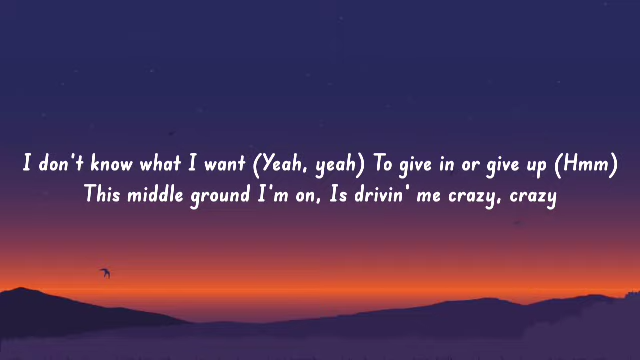 I don't know what I want (Yeah, yeah) To give in or give up (Hmm)
This middle ground I'm on, Is drivin' me crazy, crazy